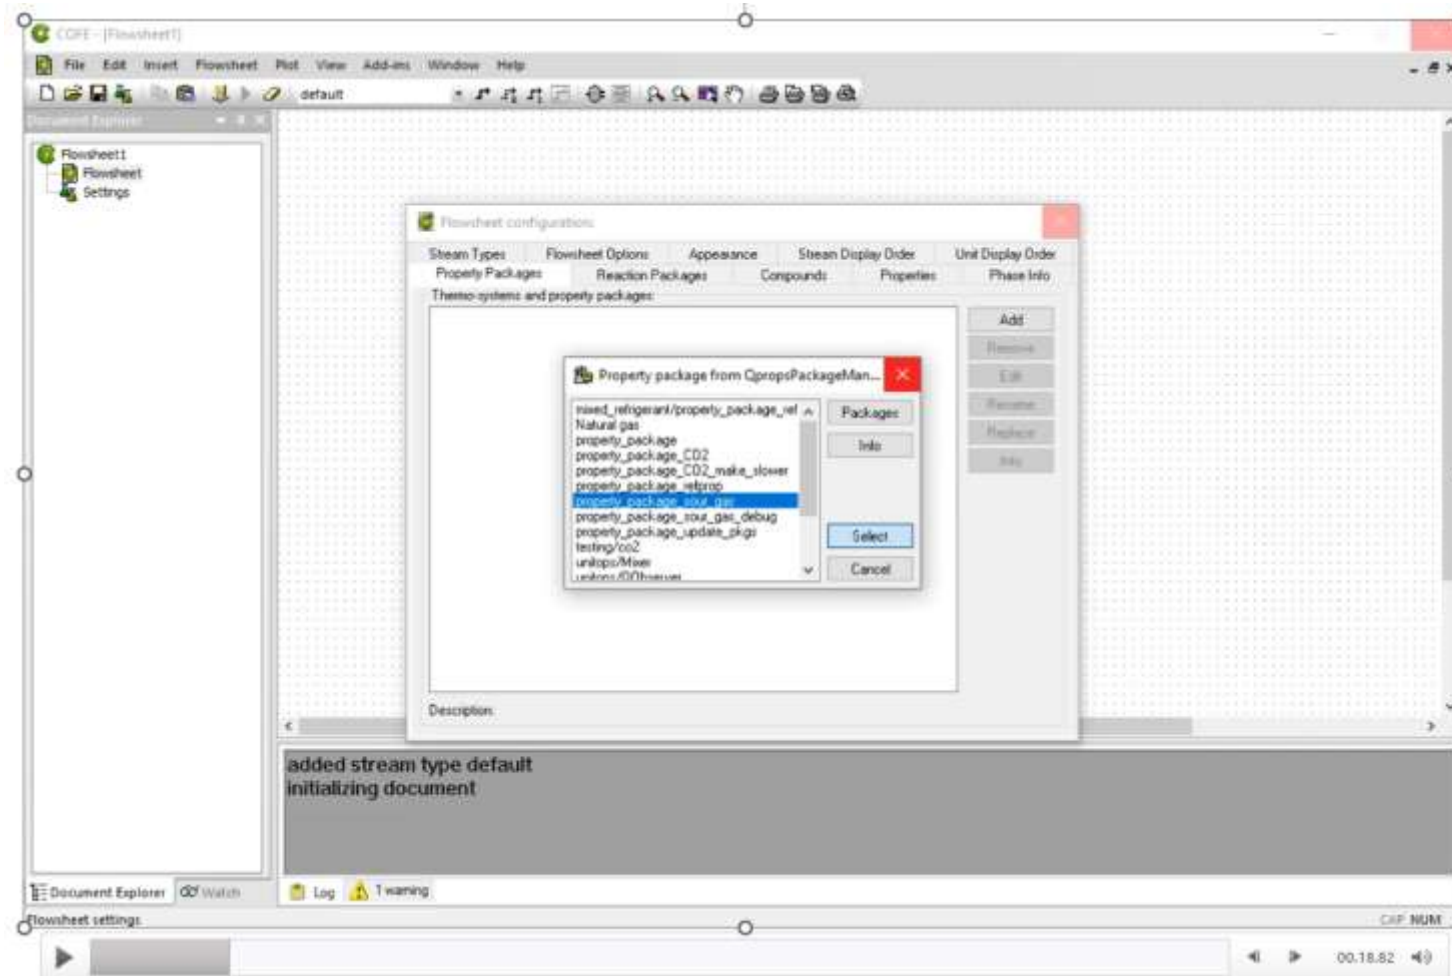 COFE - [Flowsheet1]
File Edit Insert Flowsheet Plot View Add-ins Window Help
default
Document Explorer
Flowsheet1
Flowsheet
Settings
Flowsheet configurations
Stream Types Flowsheet Options Appearance Stream Display Order Unit Display Order
Property Packages Reaction Packages Compounds Properties Phase Info
Thermo-systems and property packages:
Add
Remove
Edit
Rename
Replace
Info
Property package from QpropsPackageMan...
mixed_refrigerant/property_package_ref
Natural gas
property_package
property_package_CO2
property_package_CO2_make_slower
property_package_refprop
property_package_sour_gas
property_package_sour_gas_debug
property_package_update_pkgs
testing/co2
unitops/Mixer
Packages
Info
Select
Cancel
Description:
added stream type default
initializing document
Document Explorer Watch
Log 1 warning
Flowsheet settings
CAP NUM
00.18.82